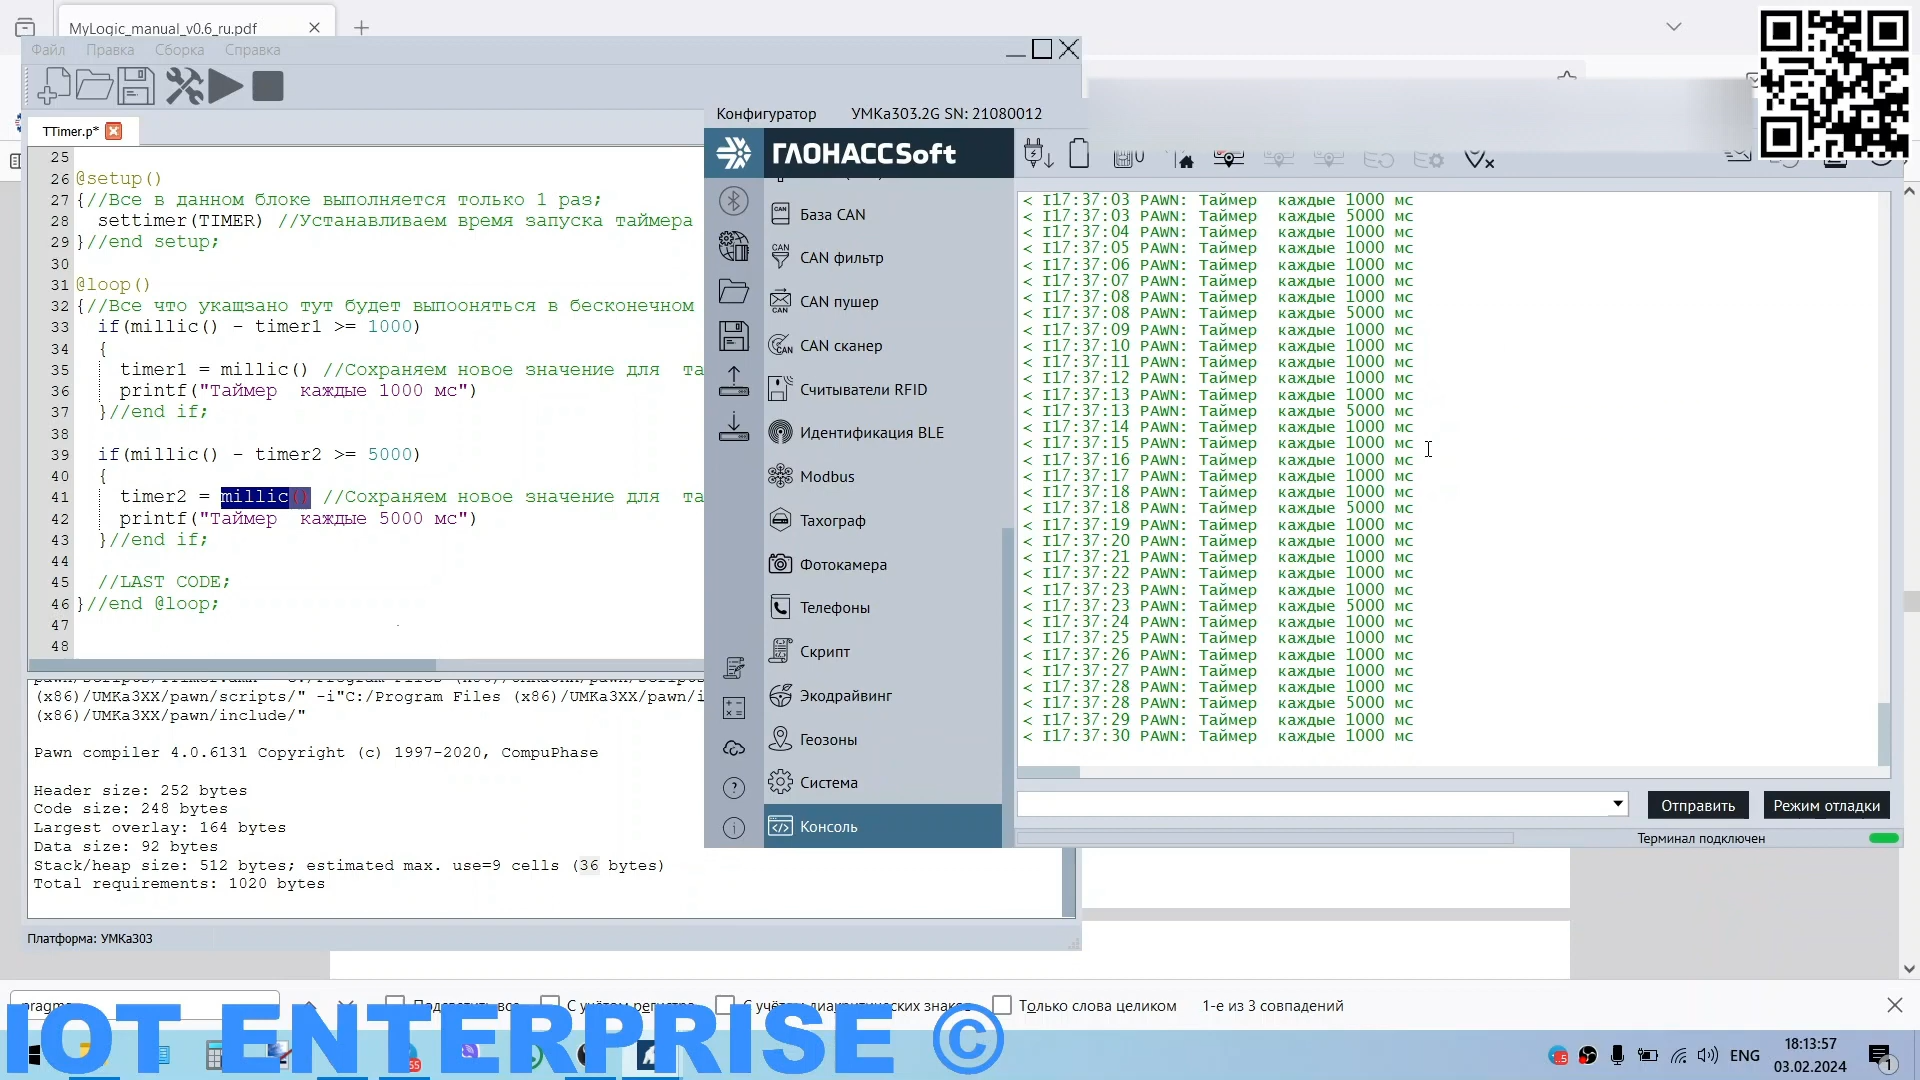 MyLogic_manual_v0.6_ru.pdf
Файл Правка Сборка Справка
TTimer.p*
25
26 @setup()
27 {//Все в данном блоке выполняется только 1 раз;
28 settimer(TIMER) //Устанавливаем время запуска таймера
29 }//end setup;
30
31 @loop()
32 {//Все что укащзано тут будет выпооняться в бесконечном
33 if(millic() - timer1 >= 1000)
34 {
35 timer1 = millic() //Сохраняем новое значение для та
36 printf("Таймер каждые 1000 мс")
37 }//end if;
38
39 if(millic() - timer2 >= 5000)
40 {
41 timer2 = millic() //Сохраняем новое значение для та
42 printf("Таймер каждые 5000 мс")
43 }//end if;
44
45 //LAST CODE;
46 }//end @loop;
47
48
(x86)/UMKa3XX/pawn/scripts/" -i"C:/Program Files (x86)/UMKa3XX/pawn/i
(x86)/UMKa3XX/pawn/include/"
Pawn compiler 4.0.6131 Copyright (c) 1997-2020, CompuPhase
Header size: 252 bytes
Code size: 248 bytes
Largest overlay: 164 bytes
Data size: 92 bytes
Stack/heap size: 512 bytes; estimated max. use=9 cells (36 bytes)
Total requirements: 1020 bytes
Платформа: УМКа303
Конфигуратор УМКа303.2G SN: 21080012
ГЛОНАССSoft
База CAN
CAN фильтр
CAN пушер
CAN сканер
Считыватели RFID
Идентификация BLE
Modbus
Тахограф
Фотокамера
Телефоны
Скрипт
Экодрайвинг
Геозоны
Система
Консоль
< I17:37:03 PAWN: Таймер каждые 1000 мс
< I17:37:03 PAWN: Таймер каждые 5000 мс
< I17:37:04 PAWN: Таймер каждые 1000 мс
< I17:37:05 PAWN: Таймер каждые 1000 мс
< I17:37:06 PAWN: Таймер каждые 1000 мс
< I17:37:07 PAWN: Таймер каждые 1000 мс
< I17:37:08 PAWN: Таймер каждые 1000 мс
< I17:37:08 PAWN: Таймер каждые 5000 мс
< I17:37:09 PAWN: Таймер каждые 1000 мс
< I17:37:10 PAWN: Таймер каждые 1000 мс
< I17:37:11 PAWN: Таймер каждые 1000 мс
< I17:37:12 PAWN: Таймер каждые 1000 мс
< I17:37:13 PAWN: Таймер каждые 1000 мс
< I17:37:13 PAWN: Таймер каждые 5000 мс
< I17:37:14 PAWN: Таймер каждые 1000 мс
< I17:37:15 PAWN: Таймер каждые 1000 мс
< I17:37:16 PAWN: Таймер каждые 1000 мс
< I17:37:17 PAWN: Таймер каждые 1000 мс
< I17:37:18 PAWN: Таймер каждые 1000 мс
< I17:37:18 PAWN: Таймер каждые 5000 мс
< I17:37:19 PAWN: Таймер каждые 1000 мс
< I17:37:20 PAWN: Таймер каждые 1000 мс
< I17:37:21 PAWN: Таймер каждые 1000 мс
< I17:37:22 PAWN: Таймер каждые 1000 мс
< I17:37:23 PAWN: Таймер каждые 1000 мс
< I17:37:23 PAWN: Таймер каждые 5000 мс
< I17:37:24 PAWN: Таймер каждые 1000 мс
< I17:37:25 PAWN: Таймер каждые 1000 мс
< I17:37:26 PAWN: Таймер каждые 1000 мс
< I17:37:27 PAWN: Таймер каждые 1000 мс
< I17:37:28 PAWN: Таймер каждые 1000 мс
< I17:37:28 PAWN: Таймер каждые 5000 мс
< I17:37:29 PAWN: Таймер каждые 1000 мс
< I17:37:30 PAWN: Таймер каждые 1000 мс
Отправить Режим отладки
Терминал подключен
С учётом диакритических знаков Только слова целиком 1-е из 3 совпадений
IOT ENTERPRISE ©
ENG
18:13:57
03.02.2024